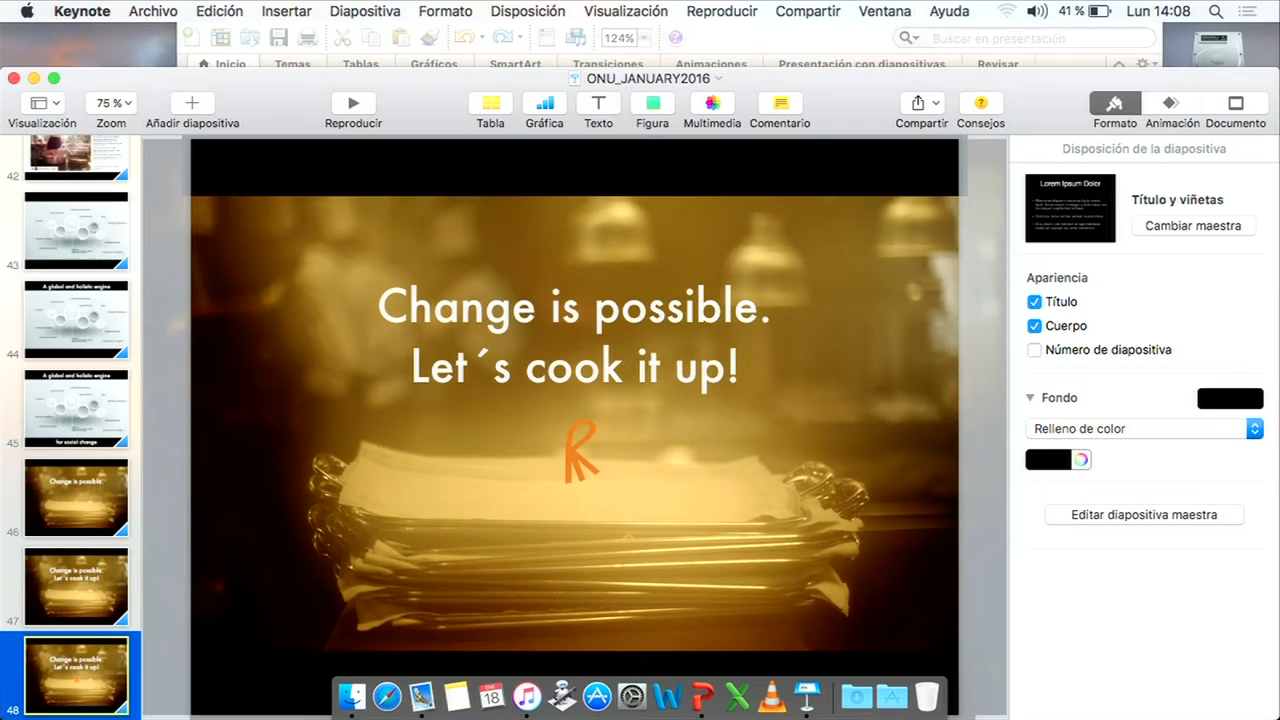 Keynote Archivo Edición Insertar Diapositiva Formato Disposición Visualización Reproducir Compartir Ventana Ayuda 41 % Lun 14:08
124% Buscar en presentación
Inicio Temas Tablas Gráficos SmartArt Transiciones Animaciones Presentación con diapositivas Revisar
ONU_JANUARY2016
75 %
Visualización Zoom Añadir diapositiva Reproducir Tabla Gráfica Texto Figura Multimedia Comentario Compartir Consejos Formato Animación Documento
42
43
A global and holistic engine
44
A global and holistic engine
for social change
45
Change is possible.
46
Change is possible.
Let´s cook it up!
47
Change is possible.
Let´s cook it up!
48
Change is possible.
Let´s cook it up!
R
Disposición de la diapositiva
Lorem Ipsum Dolor
Título y viñetas
Cambiar maestra
Apariencia
Título
Cuerpo
Número de diapositiva
Fondo
Relleno de color
Editar diapositiva maestra
ENE
18